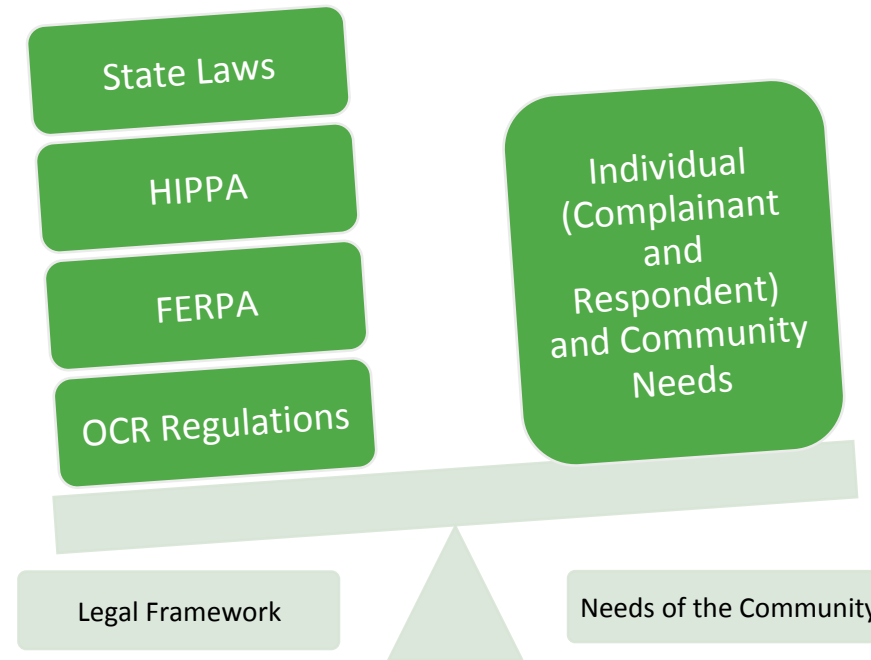 State Laws
HIPPA
FERPA
OCR Regulations
Individual
(Complainant
and
Respondent)
and Community
Needs
Legal Framework
Needs of the Community